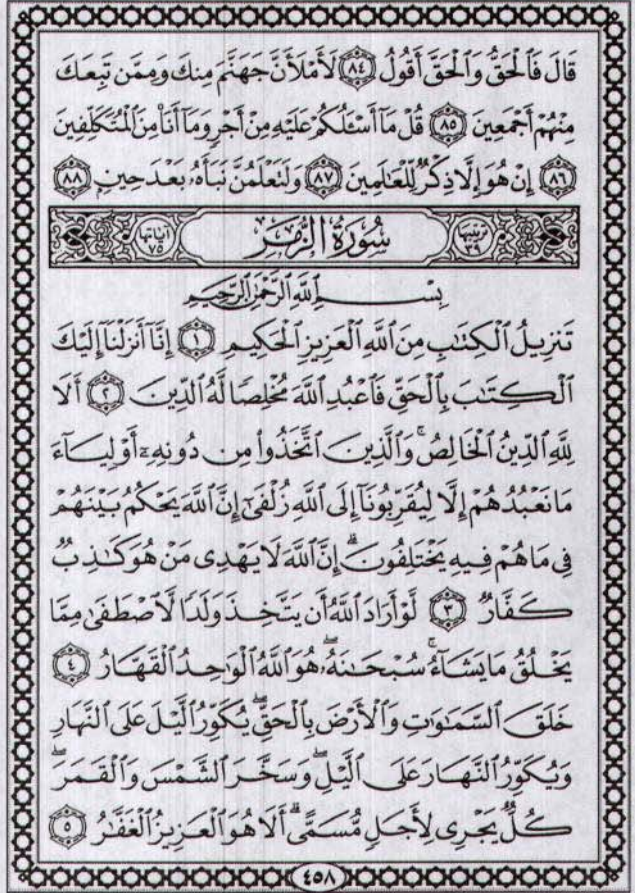 قَالَ فَٱلْحَقُّ وَٱلْحَقَّ أَقُولُ ٨٤ لَأَمْلَأَنَّ جَهَنَّمَ مِنكَ وَمِمَّن تَبِعَكَ
مِنْهُمْ أَجْمَعِينَ ٨٥ قُلْ مَآ أَسْـَٔلُكُمْ عَلَيْهِ مِنْ أَجْرٍ وَمَآ أَنَا۠ مِنَ ٱلْمُتَكَلِّفِينَ
٨٦ إِنْ هُوَ إِلَّا ذِكْرٌ لِّلْعَـٰلَمِينَ ٨٧ وَلَتَعْلَمُنَّ نَبَأَهُۥ بَعْدَ حِينٍۭ ٨٨
ترتيبها ٣٩ سُورَةُ الزُّمَرِ آياتها ٧٥
بِسْمِ ٱللَّهِ ٱلرَّحْمَـٰنِ ٱلرَّحِيمِ
تَنزِيلُ ٱلْكِتَـٰبِ مِنَ ٱللَّهِ ٱلْعَزِيزِ ٱلْحَكِيمِ ١ إِنَّآ أَنزَلْنَآ إِلَيْكَ
ٱلْكِتَـٰبَ بِٱلْحَقِّ فَٱعْبُدِ ٱللَّهَ مُخْلِصًا لَّهُ ٱلدِّينَ ٢ أَلَا
لِلَّهِ ٱلدِّينُ ٱلْخَالِصُ ۚ وَٱلَّذِينَ ٱتَّخَذُوا۟ مِن دُونِهِۦٓ أَوْلِيَآءَ
مَا نَعْبُدُهُمْ إِلَّا لِيُقَرِّبُونَآ إِلَى ٱللَّهِ زُلْفَىٰٓ إِنَّ ٱللَّهَ يَحْكُمُ بَيْنَهُمْ
فِى مَا هُمْ فِيهِ يَخْتَلِفُونَ ۗ إِنَّ ٱللَّهَ لَا يَهْدِى مَنْ هُوَ كَـٰذِبٌ
كَفَّارٌ ٣ لَّوْ أَرَادَ ٱللَّهُ أَن يَتَّخِذَ وَلَدًا لَّٱصْطَفَىٰ مِمَّا
يَخْلُقُ مَا يَشَآءُ ۚ سُبْحَـٰنَهُۥ ۖ هُوَ ٱللَّهُ ٱلْوَٰحِدُ ٱلْقَهَّارُ ٤
خَلَقَ ٱلسَّمَـٰوَٰتِ وَٱلْأَرْضَ بِٱلْحَقِّ ۖ يُكَوِّرُ ٱلَّيْلَ عَلَى ٱلنَّهَارِ
وَيُكَوِّرُ ٱلنَّهَارَ عَلَى ٱلَّيْلِ ۖ وَسَخَّرَ ٱلشَّمْسَ وَٱلْقَمَرَ ۖ
كُلٌّ يَجْرِى لِأَجَلٍ مُّسَمًّى ۗ أَلَا هُوَ ٱلْعَزِيزُ ٱلْغَفَّـٰرُ ٥
٤٥٨